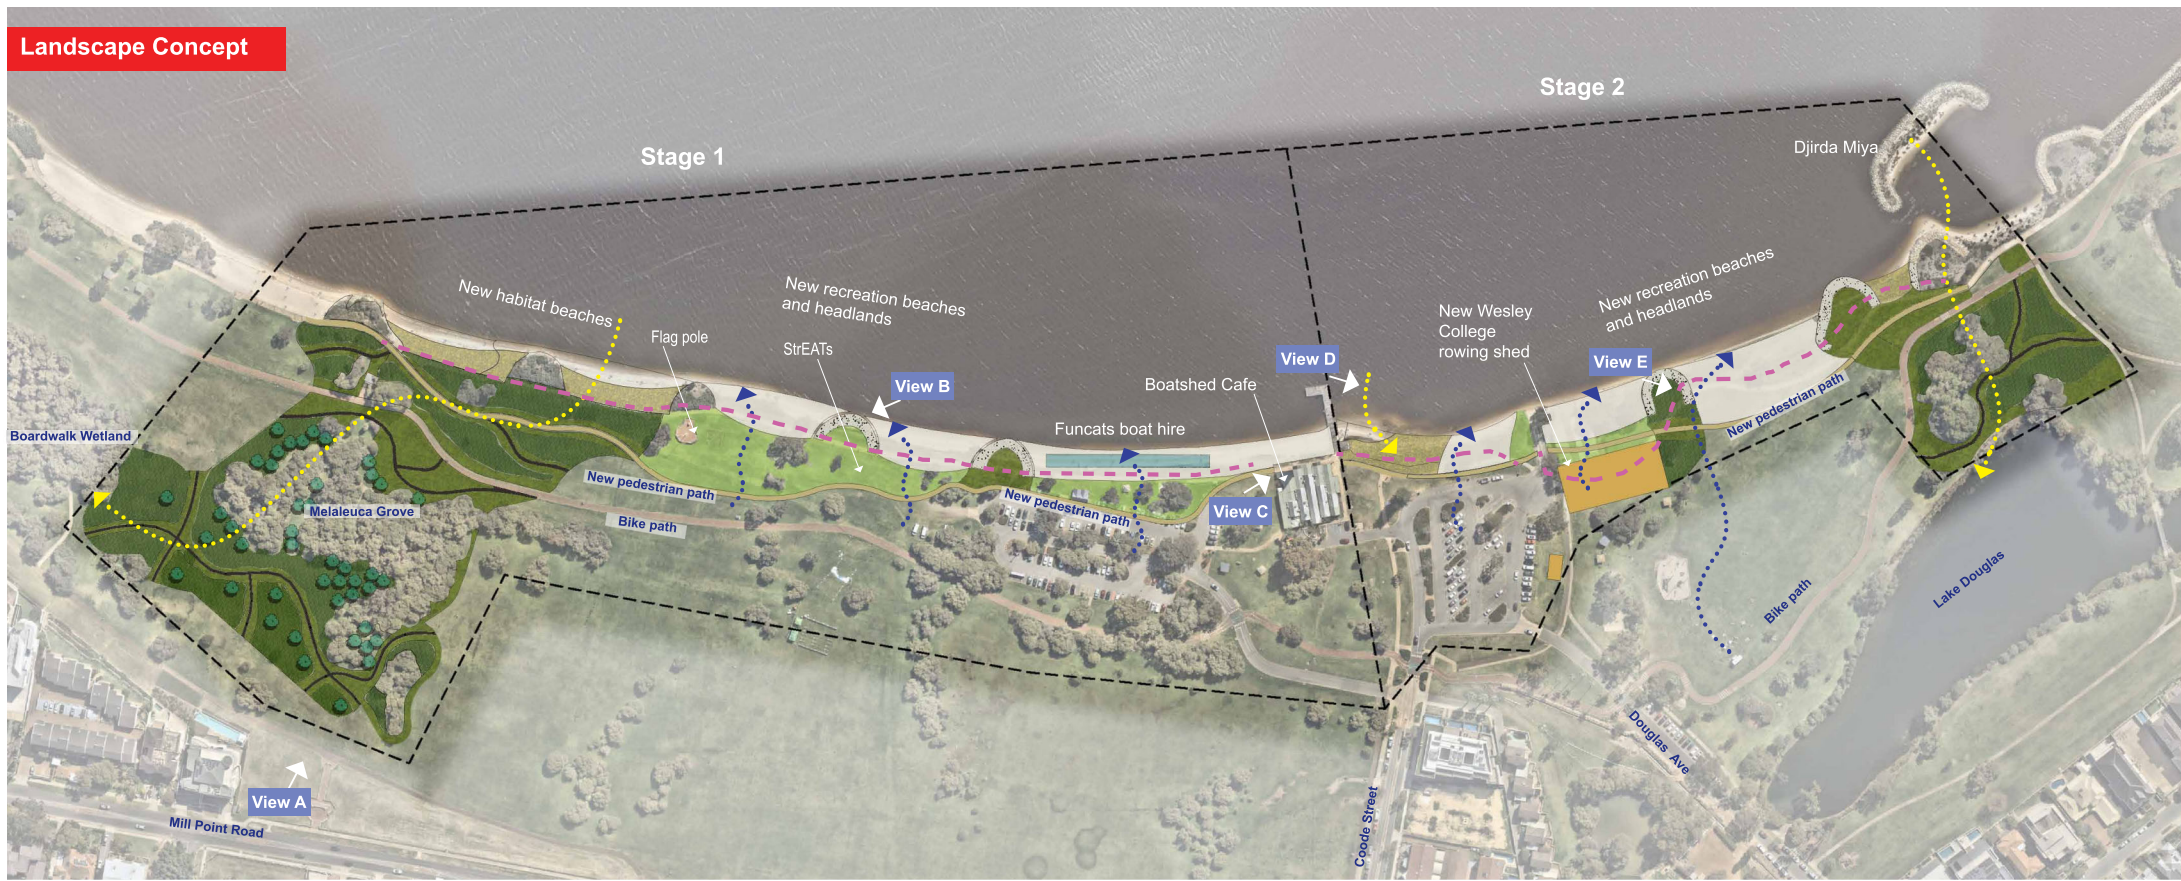 Landscape Concept
Stage 1
Stage 2
Djirda Miya
New habitat beaches
Flag pole
New recreation beaches
and headlands
StrEATs
View B
Boatshed Cafe
Funcats boat hire
View D
New Wesley
College
rowing shed
New recreation beaches
and headlands
View E
New pedestrian path
Boardwalk Wetland
Melaleuca Grove
New pedestrian path
Bike path
New pedestrian path
View C
Bike path
Lake Douglas
Douglas Ave
Coode Street
View A
Mill Point Road